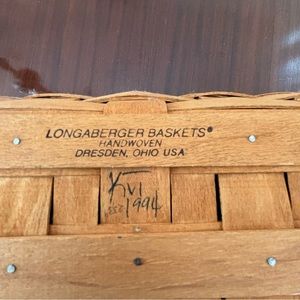 LONGABERGER BASKETS®
HANDWOVEN
DRESDEN, OHIO USA
1994